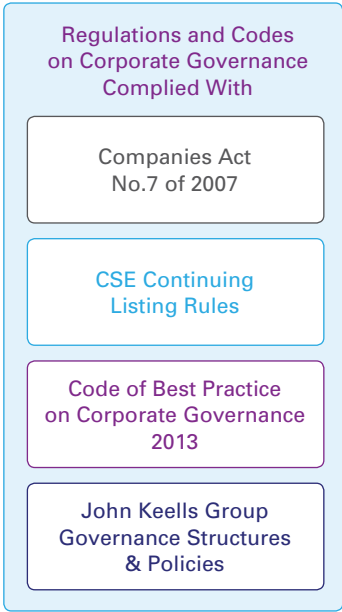 Regulations and Codes
on Corporate Governance
Complied With
Companies Act
No.7 of 2007
CSE Continuing
Listing Rules
Code of Best Practice
on Corporate Governance
2013
John Keells Group
Governance Structures
& Policies